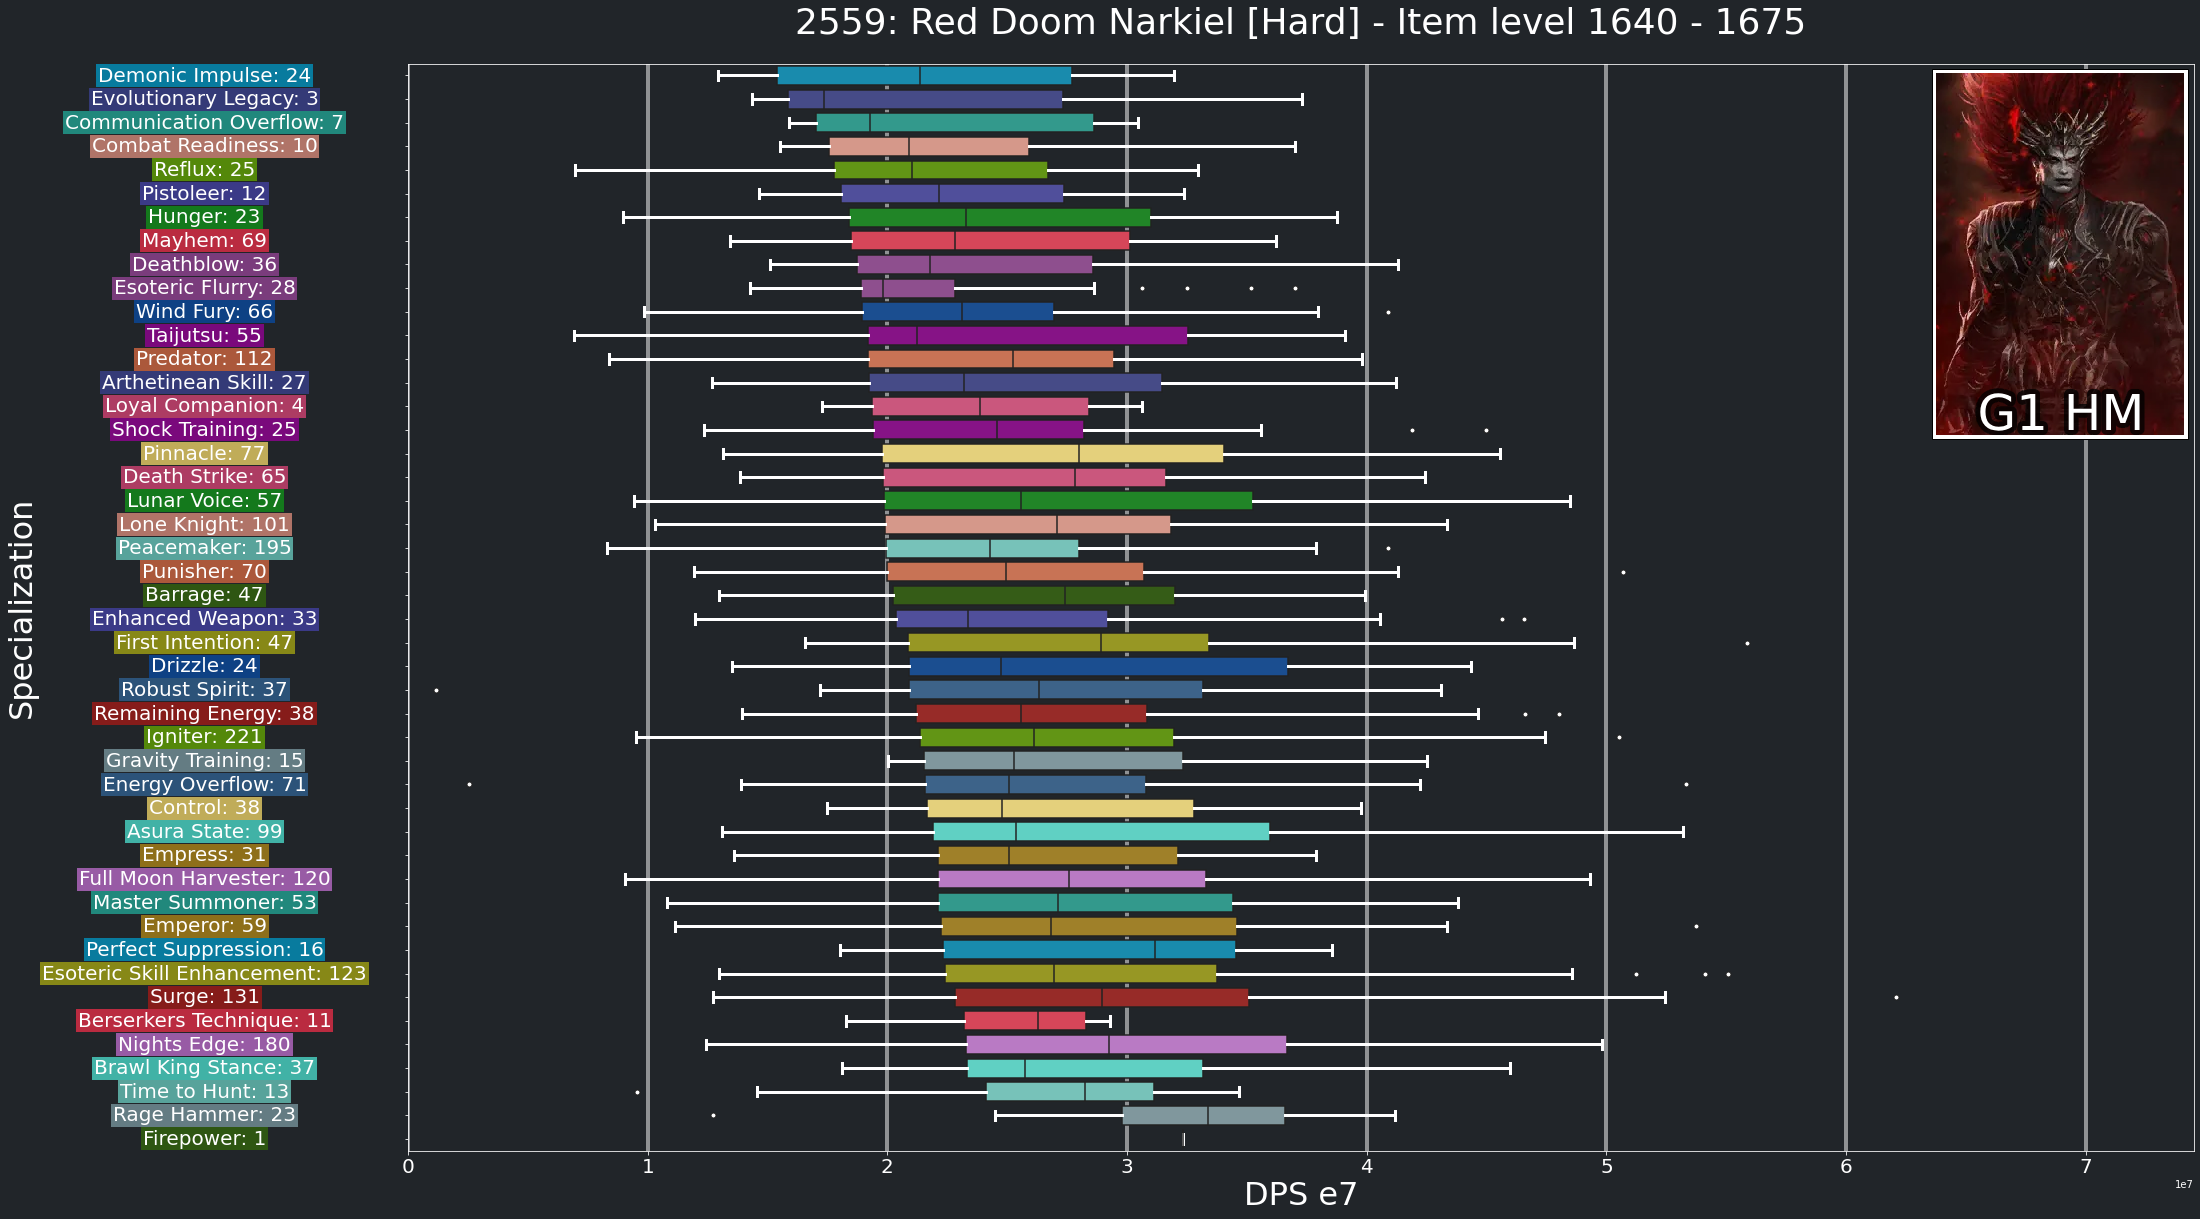 2559: Red Doom Narkiel [Hard] - Item level 1640 - 1675
Specialization
Demonic Impulse: 24
Evolutionary Legacy: 3
Communication Overflow: 7
Combat Readiness: 10
Reflux: 25
Pistoleer: 12
Hunger: 23
Mayhem: 69
Deathblow: 36
Esoteric Flurry: 28
Wind Fury: 66
Taijutsu: 55
Predator: 112
Arthetinean Skill: 27
Loyal Companion: 4
Shock Training: 25
Pinnacle: 77
Death Strike: 65
Lunar Voice: 57
Lone Knight: 101
Peacemaker: 195
Punisher: 70
Barrage: 47
Enhanced Weapon: 33
First Intention: 47
Drizzle: 24
Robust Spirit: 37
Remaining Energy: 38
Igniter: 221
Gravity Training: 15
Energy Overflow: 71
Control: 38
Asura State: 99
Empress: 31
Full Moon Harvester: 120
Master Summoner: 53
Emperor: 59
Perfect Suppression: 16
Esoteric Skill Enhancement: 123
Surge: 131
Berserkers Technique: 11
Nights Edge: 180
Brawl King Stance: 37
Time to Hunt: 13
Rage Hammer: 23
Firepower: 1
G1 HM
0 1 2 3 4 5 6 7
DPS e7
1e7